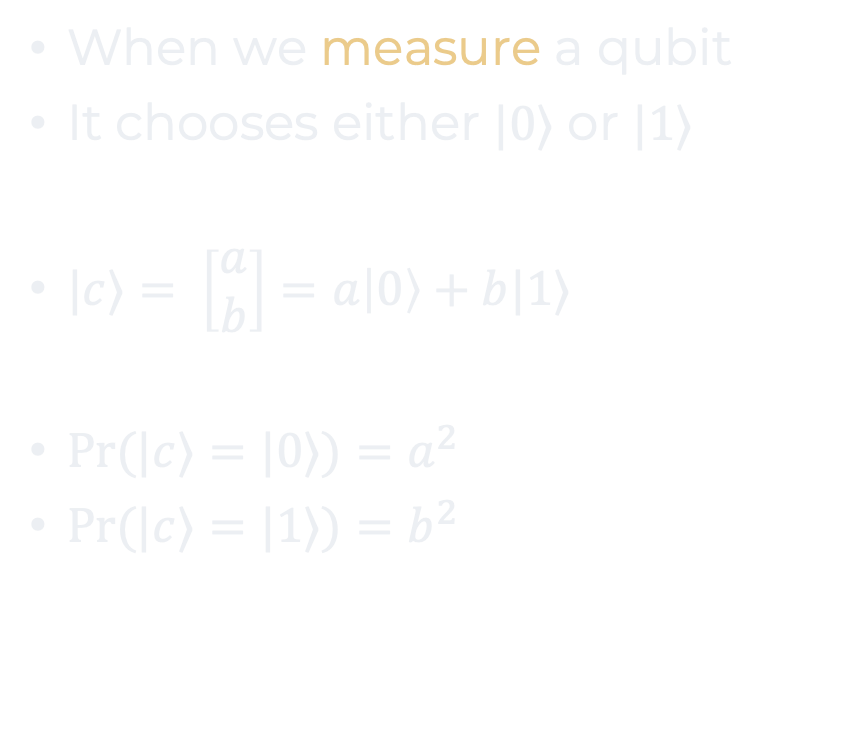 • When we measure a qubit
• It chooses either |0⟩ or |1⟩
• |c⟩ = [a b] = a|0⟩ + b|1⟩
• Pr(|c⟩ = |0⟩) = a²
• Pr(|c⟩ = |1⟩) = b²